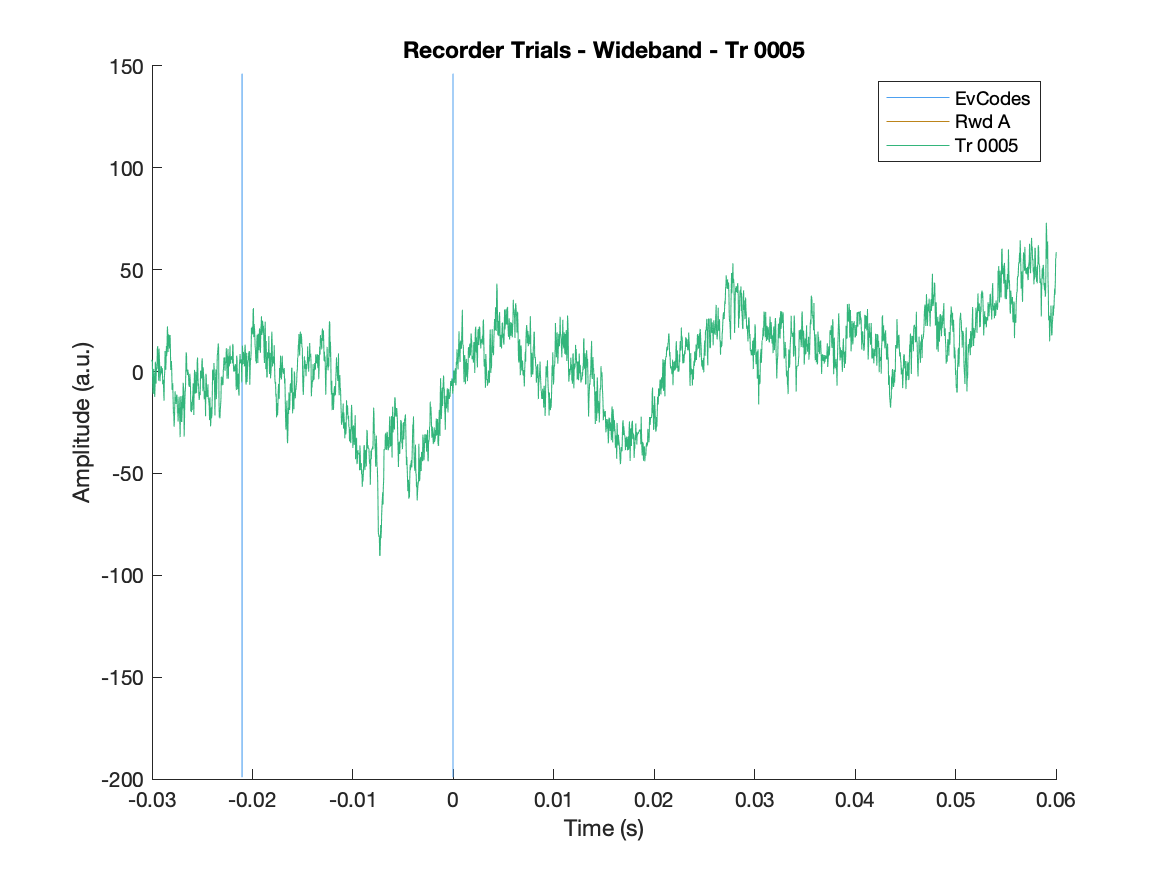 Recorder Trials - Wideband - Tr 0005
150
100
50
0
-50
-100
-150
-200
Amplitude (a.u.)
EvCodes
Rwd A
Tr 0005
-0.03 -0.02 -0.01 0 0.01 0.02 0.03 0.04 0.05 0.06
Time (s)